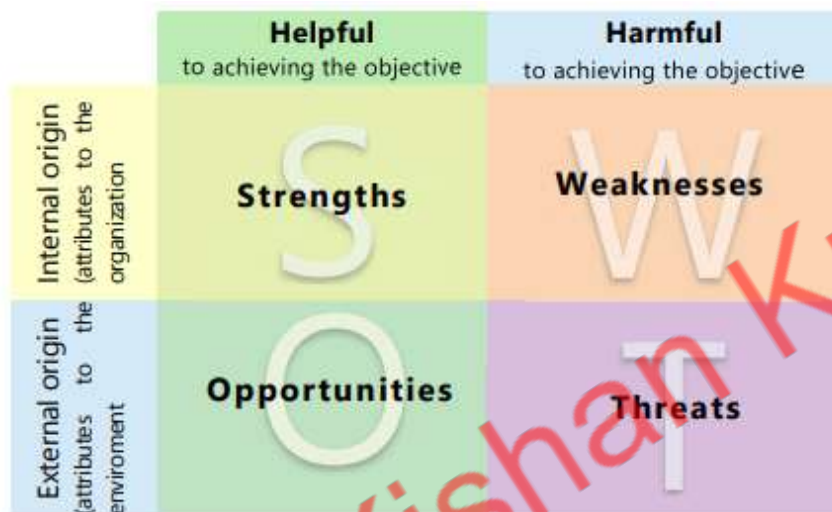 Helpful
to achieving the objective
Harmful
to achieving the objective
Internal origin
(attributes to the
organization
S
Strengths
W
Weaknesses
External origin
(attributes to the
enviroment
O
Opportunities
T
Threats
ishan K